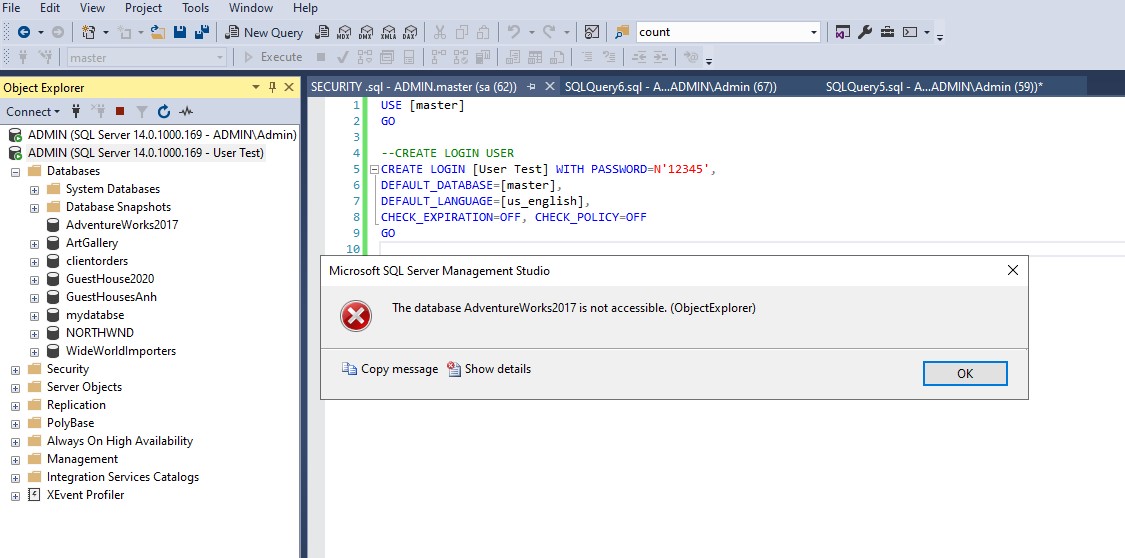 File Edit View Project Tools Window Help
New Query MDX DMX XMLA DAX count
master Execute
Object Explorer
Connect
ADMIN (SQL Server 14.0.1000.169 - ADMIN\Admin)
ADMIN (SQL Server 14.0.1000.169 - User Test)
Databases
System Databases
Database Snapshots
AdventureWorks2017
ArtGallery
clientorders
GuestHouse2020
GuestHousesAnh
mydatabse
NORTHWND
WideWorldImporters
Security
Server Objects
Replication
PolyBase
Always On High Availability
Management
Integration Services Catalogs
XEvent Profiler
SECURITY .sql - ADMIN.master (sa (62)) SQLQuery6.sql - A...ADMIN\Admin (67)) SQLQuery5.sql - A...ADMIN\Admin (59))*
1 USE [master]
2 GO
3
4 --CREATE LOGIN USER
5 CREATE LOGIN [User Test] WITH PASSWORD=N'12345',
6 DEFAULT_DATABASE=[master],
7 DEFAULT_LANGUAGE=[us_english],
8 CHECK_EXPIRATION=OFF, CHECK_POLICY=OFF
9 GO
10
Microsoft SQL Server Management Studio
The database AdventureWorks2017 is not accessible. (ObjectExplorer)
Copy message Show details OK